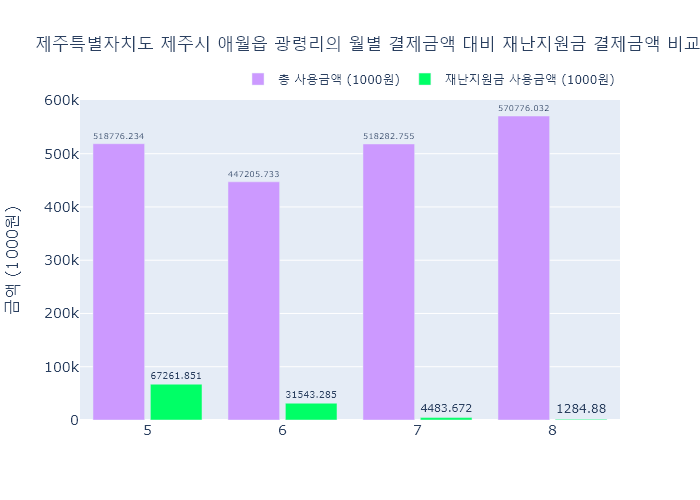 제주특별자치도 제주시 애월읍 광령리의 월별 결제금액 대비 재난지원금 결제금액 비교
총 사용금액 (1000원) 재난지원금 사용금액 (1000원)
600k
500k
400k
300k
200k
100k
0
금액 (1000원)
518776.234
67261.851
447205.733
31543.285
518282.755
4483.672
570776.032
1284.88
5 6 7 8